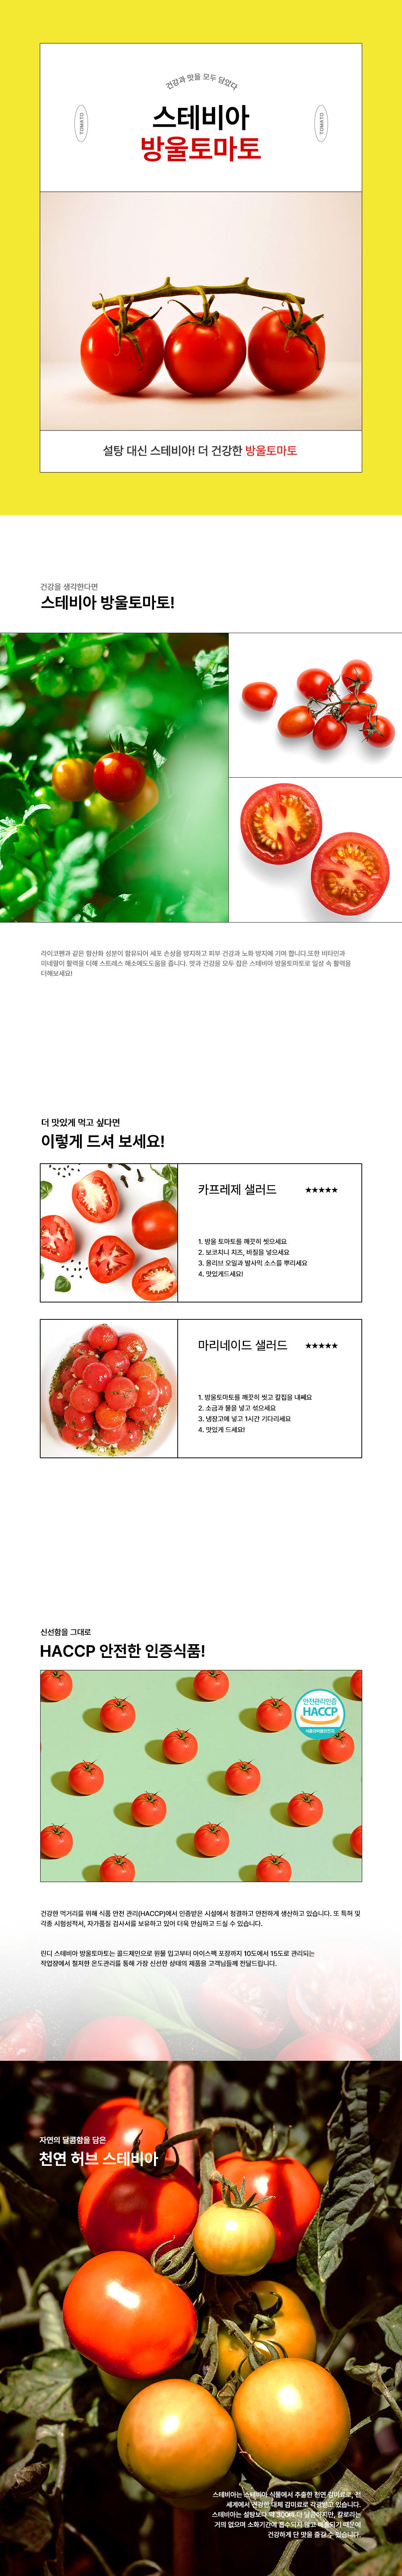 건강과 맛을 모두 담았다
TOMATO
스테비아
TOMATO
방울토마토
설탕 대신 스테비아! 더 건강한 방울토마토
건강을 생각한다면
스테비아 방울토마토!
라이코펜과 같은 항산화 성분이 함유되어 세포 손상을 방지하고 피부 건강과 노화 방지에 기여 합니다.또한 비타민과
미네랄이 활력을 더해 스트레스 해소에도도움을 줍니다. 맛과 건강을 모두 잡은 스테비아 방울토마토로 일상 속 활력을
더해보세요!
더 맛있게 먹고 싶다면
이렇게 드셔 보세요!
카프레제 샐러드 ★★★★★
1. 방울 토마토를 깨끗히 씻으세요
2. 보코치니 치즈, 바질을 넣으세요
3. 올리브 오일과 발사믹 소스를 뿌리세요
4. 맛있게드세요!
마리네이드 샐러드 ★★★★★
1. 방울토마토를 깨끗히 씻고 칼집을 내세요
2. 소금과 물을 넣고 섞으세요
3. 냉장고에 넣고 1시간 기다리세요
4. 맛있게 드세요!
신선함을 그대로
HACCP 안전한 인증식품!
안전관리인증
HACCP
식품의약품안전처
건강한 먹거리를 위해 식품 안전 관리(HACCP)에서 인증받은 시설에서 청결하고 안전하게 생산하고 있습니다. 또 특허 및
각종 시험성적서, 자가품질 검사서를 보유하고 있어 더욱 안심하고 드실 수 있습니다.
린디 스테비아 방울토마토는 콜드체인으로 원물 입고부터 아이스팩 포장까지 10도에서 15도로 관리되는
작업장에서 철저한 온도관리를 통해 가장 신선한 상태의 제품을 고객님들께 전달드립니다.
자연의 달콤함을 담은
천연 허브 스테비아
스테비아는 스테비아 식물에서 추출한 천연 감미료로, 전
세계에서 건강한 대체 감미료로 각광받고 있습니다.
스테비아는 설탕보다 약 300배 더 달콤하지만, 칼로리는
거의 없으며 소화기간에 흡수되지 않고 배출되기 때문에
건강하게 단 맛을 즐길 수 있습니다.